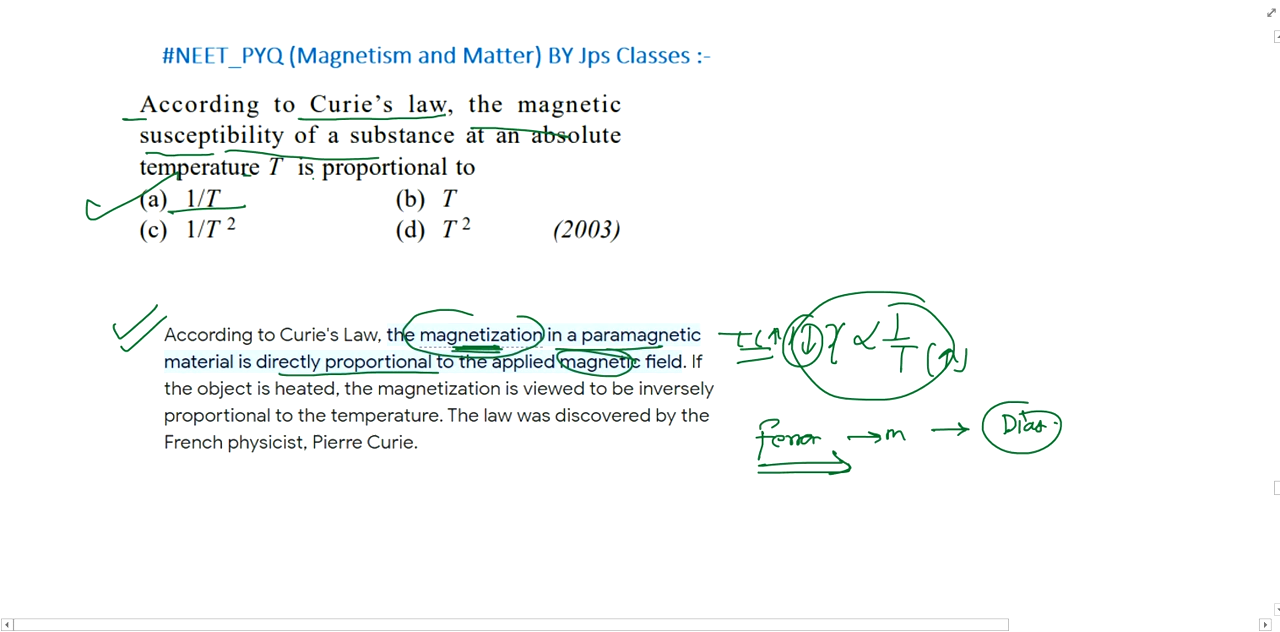 #NEET_PYQ (Magnetism and Matter) BY Jps Classes :-
According to Curie's law, the magnetic
susceptibility of a substance at an absolute
temperature T is proportional to
(a) 1/T (b) T
(c) 1/T² (d) T² (2003)
According to Curie's Law, the magnetization in a paramagnetic
material is directly proportional to the applied magnetic field. If
the object is heated, the magnetization is viewed to be inversely
proportional to the temperature. The law was discovered by the
French physicist, Pierre Curie.
χ ∝ 1/T (↑)
→ m → Dias.